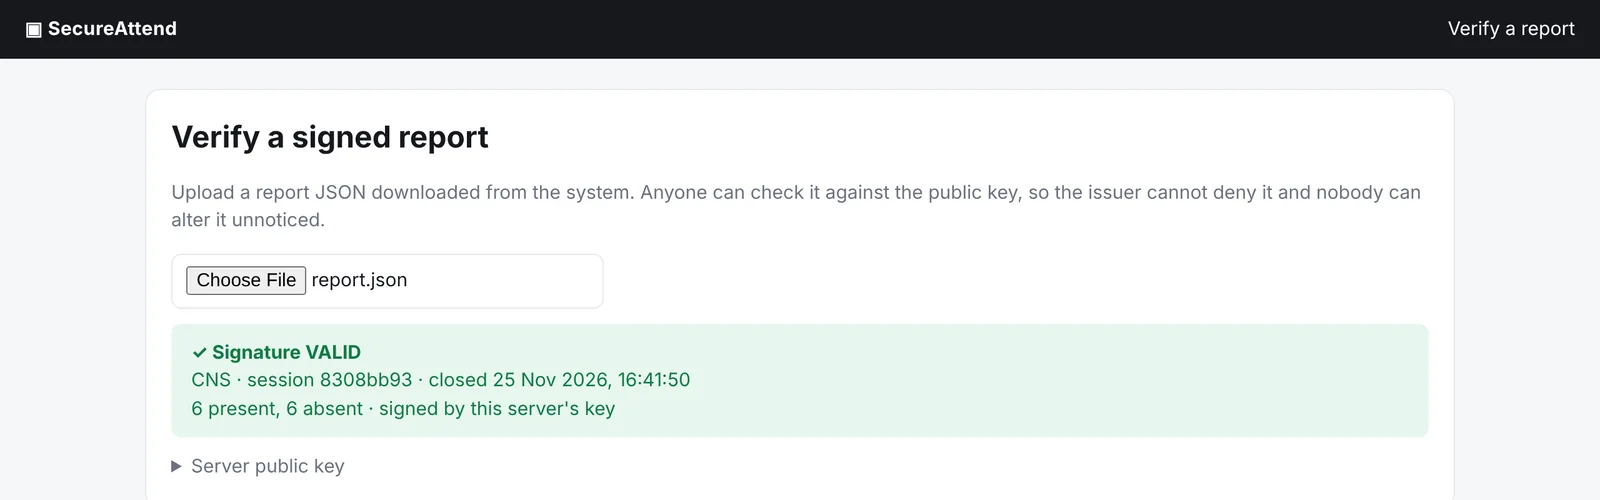 ▣ SecureAttend
Verify a report
Verify a signed report
Upload a report JSON downloaded from the system. Anyone can check it against the public key, so the issuer cannot deny it and nobody can
alter it unnoticed.
Choose File report.json
✓ Signature VALID
CNS · session 8308bb93 · closed 25 Nov 2026, 16:41:50
6 present, 6 absent · signed by this server's key
▶ Server public key